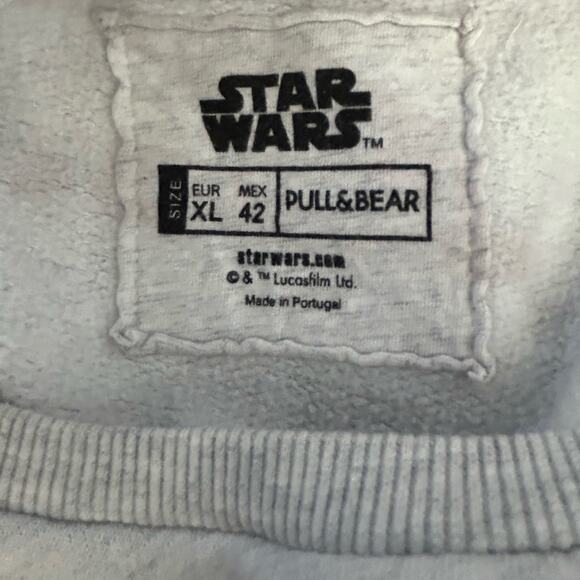 STAR
WARS™
SIZE EUR MEX PULL&BEAR
XL 42
starwars.com
© & ™ Lucasfilm Ltd.
Made in Portugal